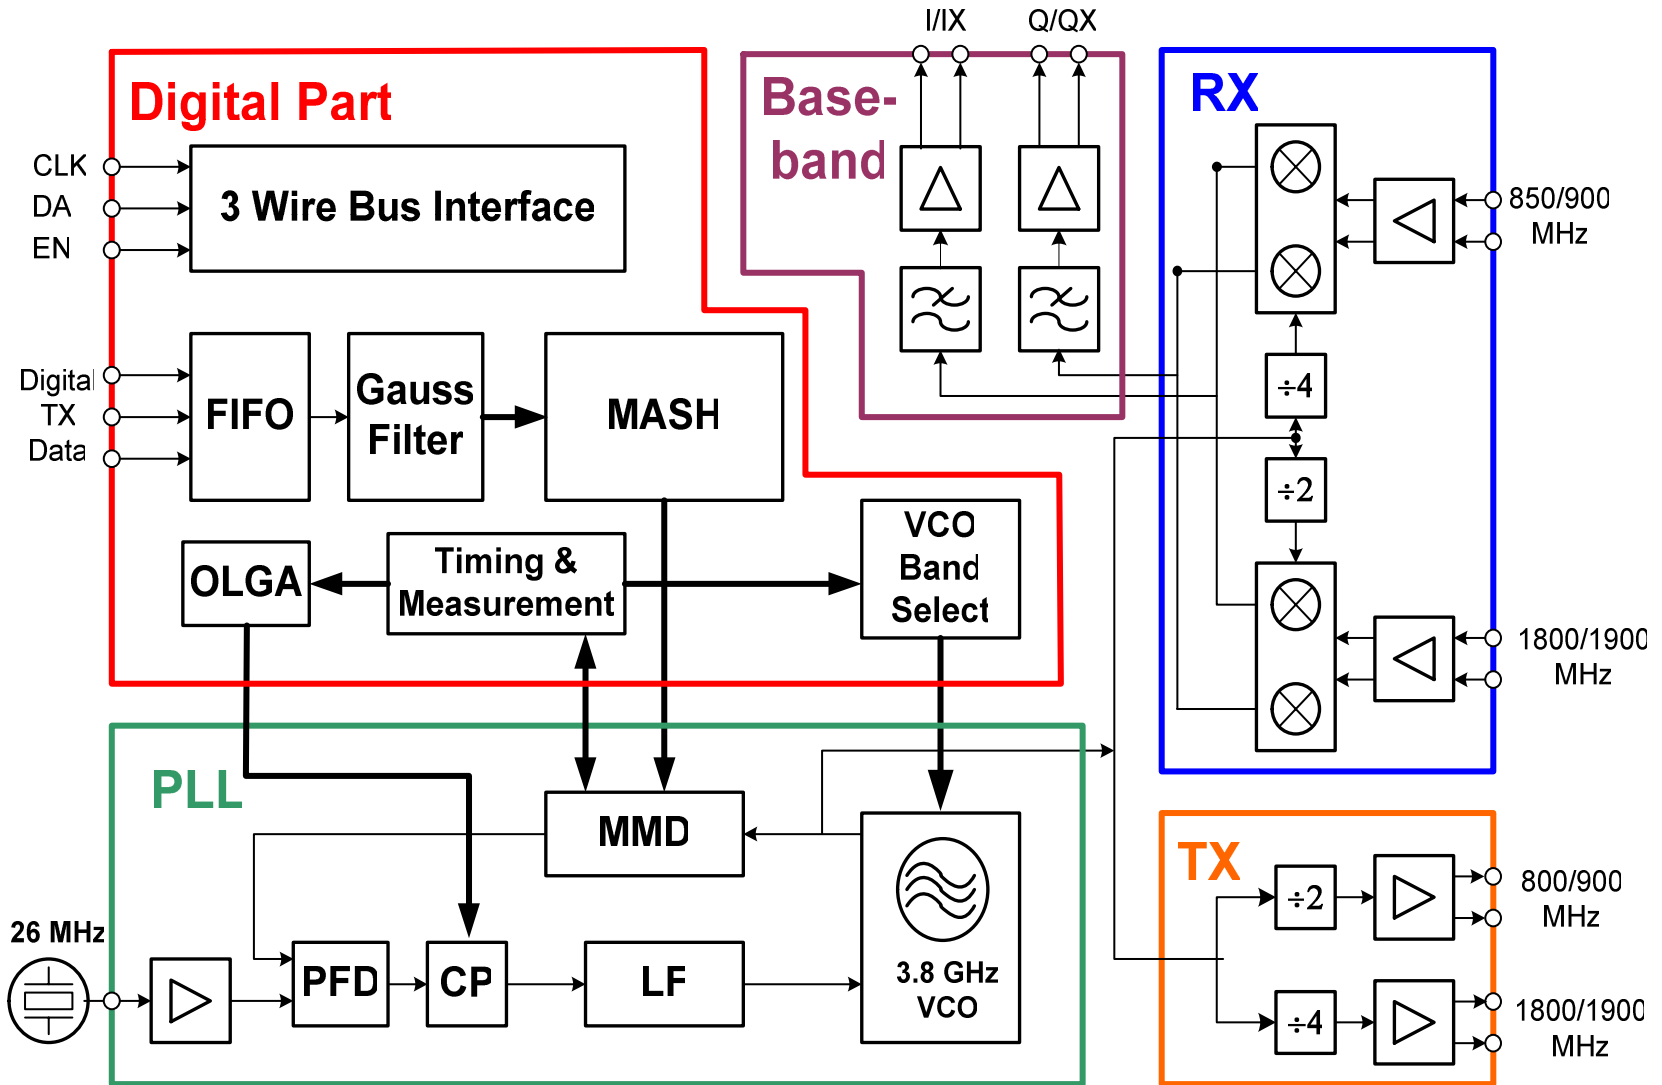 I/IX
Q/QX
Digital Part
Base-
band
RX
CLK
DA
EN
3 Wire Bus Interface
850/900
MHz
Digital
TX
Data
FIFO
Gauss
Filter
MASH
÷4
÷2
OLGA
Timing &
Measurement
VCO
Band
Select
1800/1900
MHz
PLL
MMD
TX
÷2
800/900
MHz
26 MHz
PFD
CP
LF
3.8 GHz
VCO
÷4
1800/1900
MHz